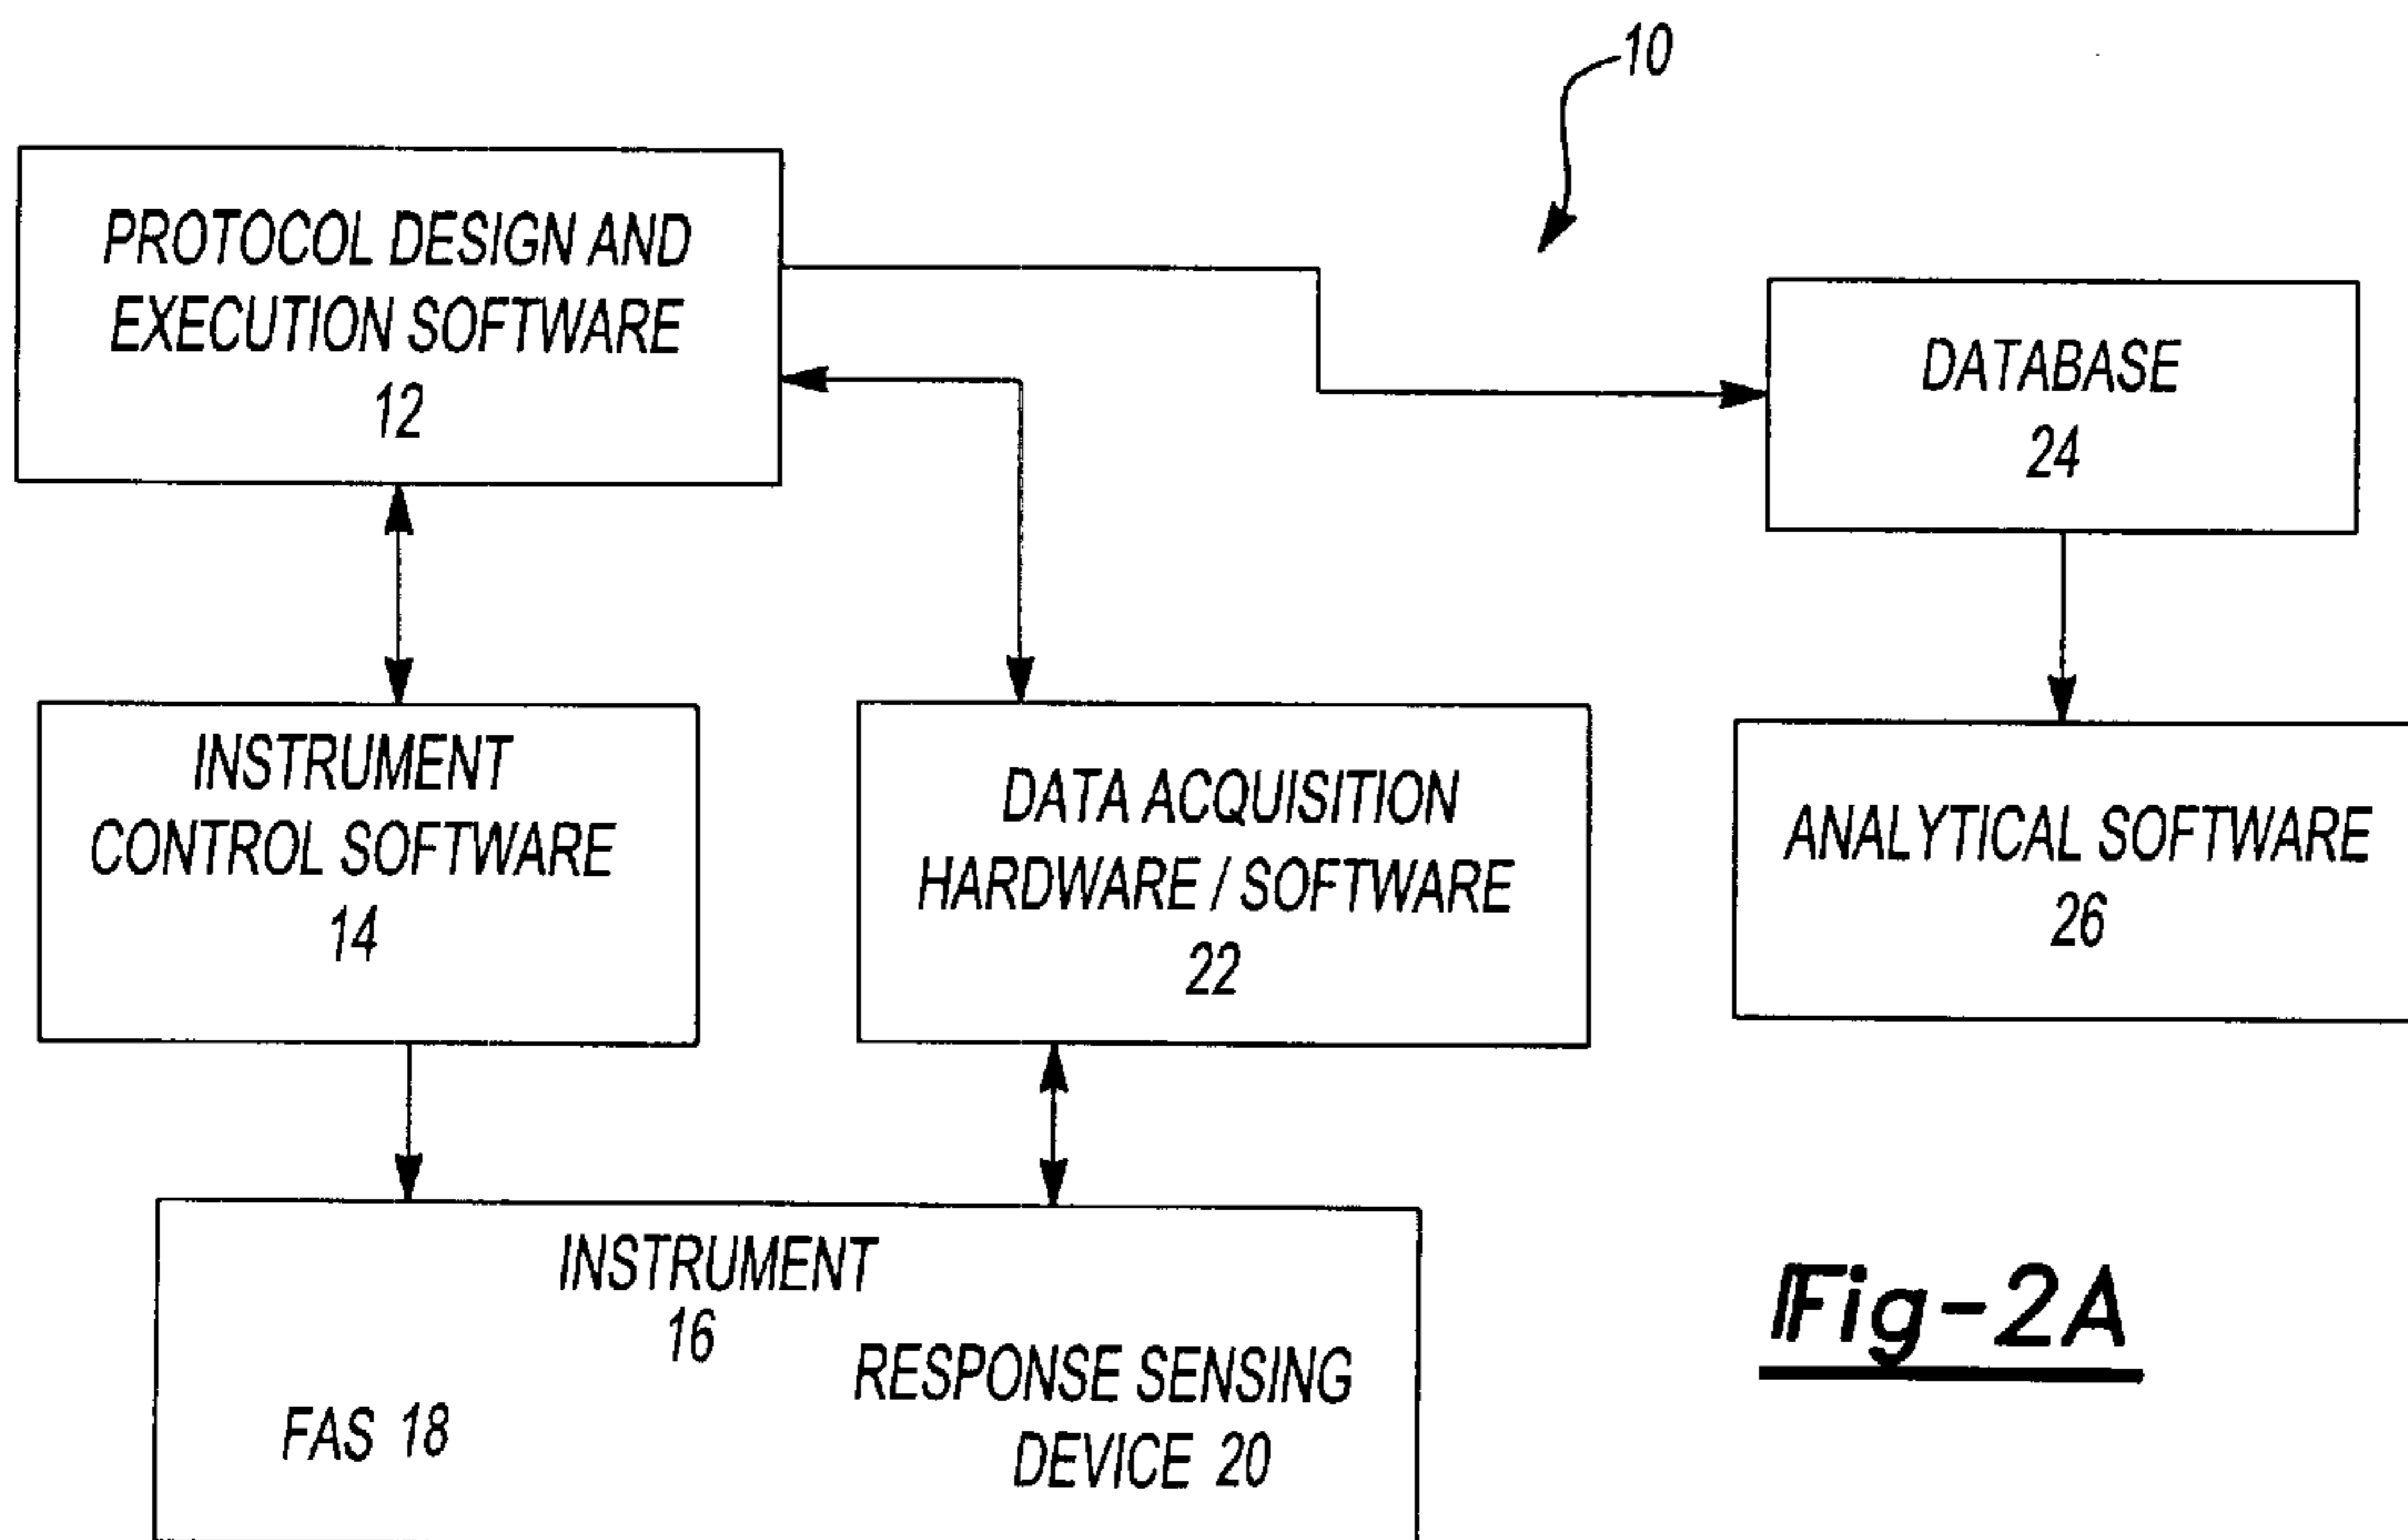 10
PROTOCOL DESIGN AND
EXECUTION SOFTWARE
12
DATABASE
24
INSTRUMENT
CONTROL SOFTWARE
14
DATA ACQUISITION
HARDWARE / SOFTWARE
22
ANALYTICAL SOFTWARE
26
INSTRUMENT
16
FAS 18
RESPONSE SENSING
DEVICE 20
Fig-2A